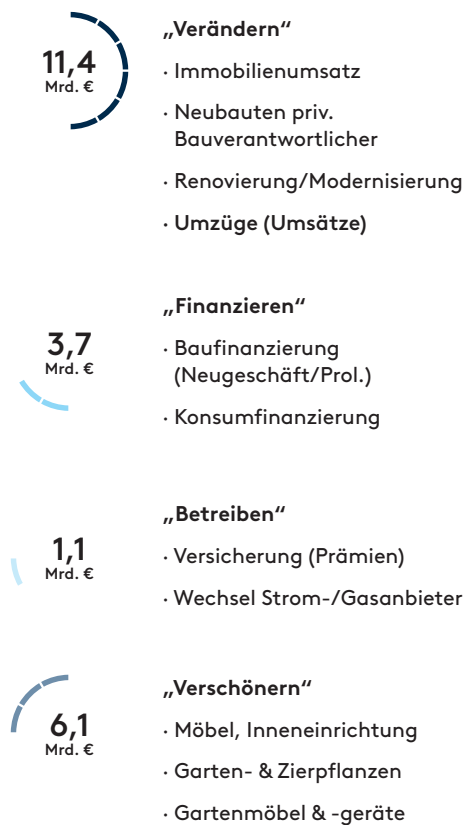 „Verändern“
11,4
Mrd. €
· Immobilienumsatz
· Neubauten priv.
Bauverantwortlicher
· Renovierung/Modernisierung
· Umzüge (Umsätze)
„Finanzieren“
3,7
Mrd. €
· Baufinanzierung
(Neugeschäft/Prol.)
· Konsumfinanzierung
„Betreiben“
1,1
Mrd. €
· Versicherung (Prämien)
· Wechsel Strom-/Gasanbieter
„Verschönern“
6,1
Mrd. €
· Möbel, Inneneinrichtung
· Garten- & Zierpflanzen
· Gartenmöbel & -geräte